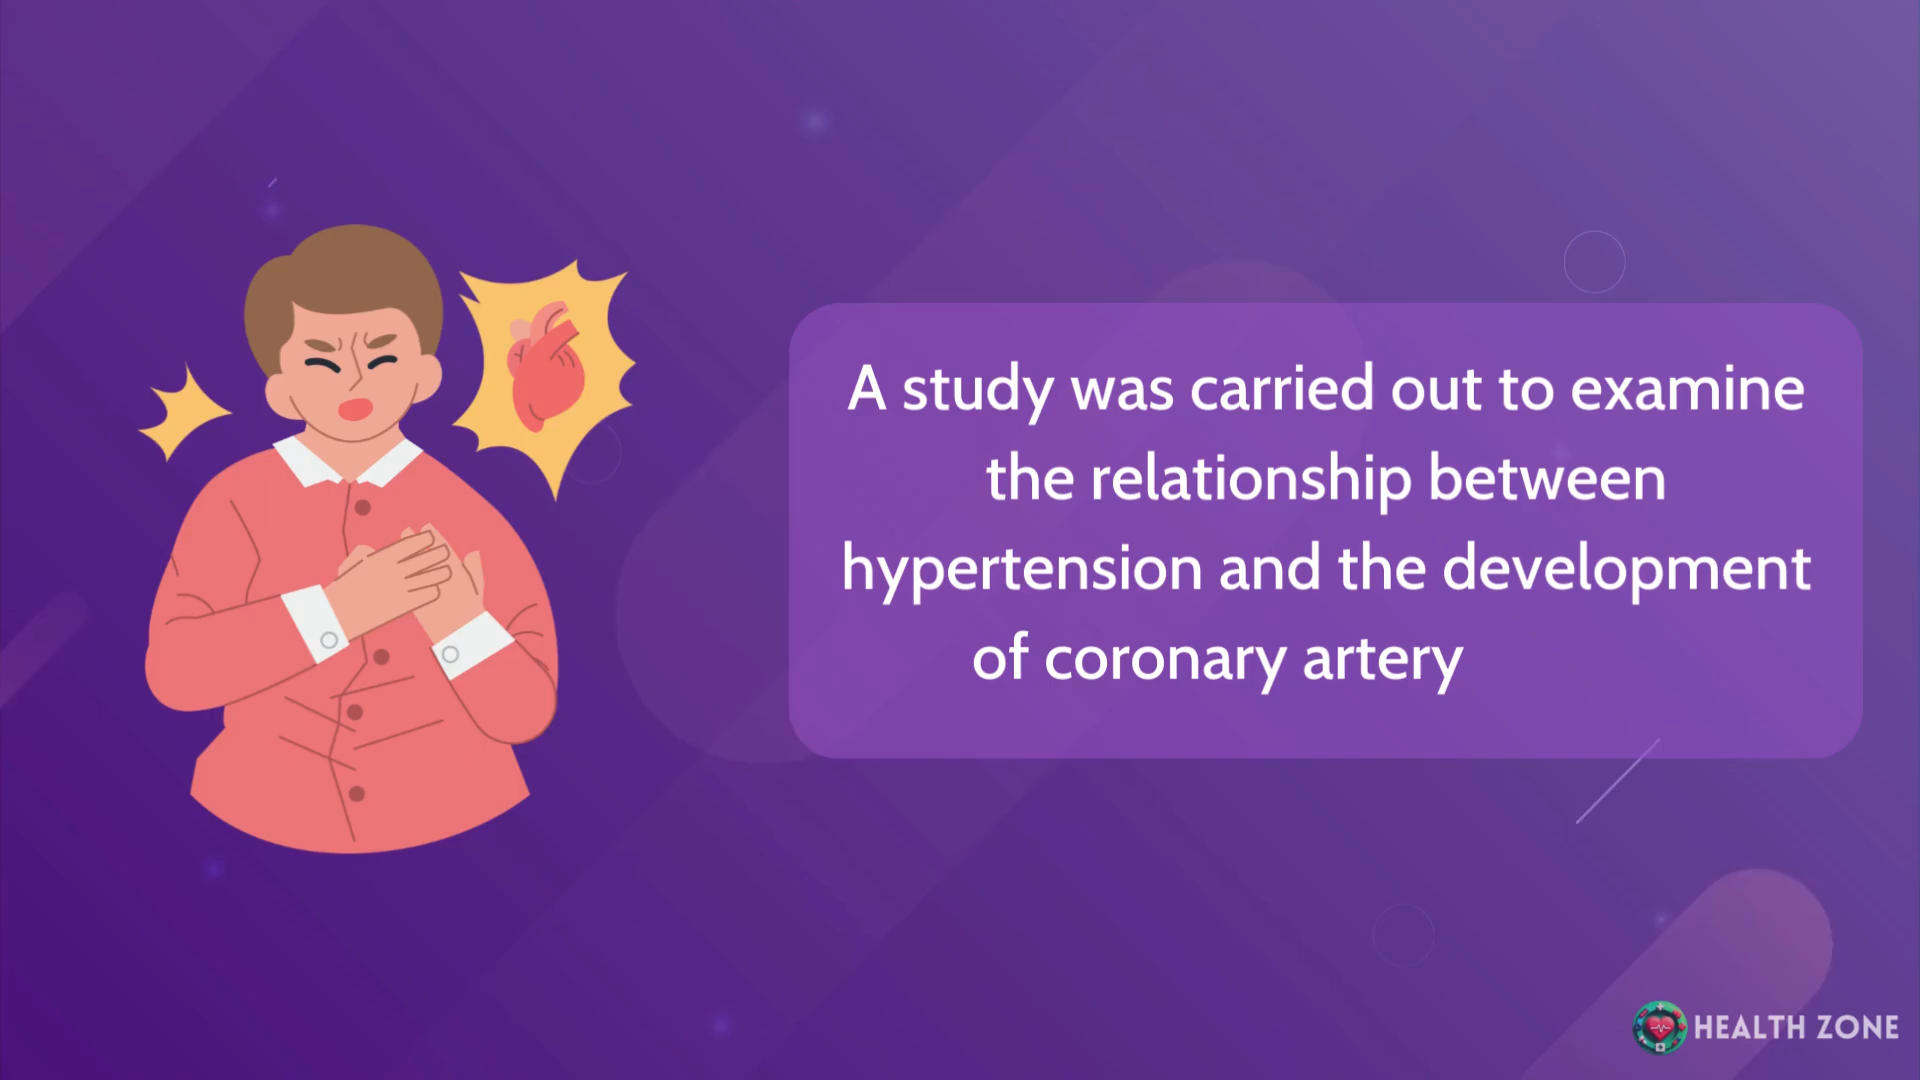 A study was carried out to examine
the relationship between
hypertension and the development
of coronary artery
HEALTH ZONE